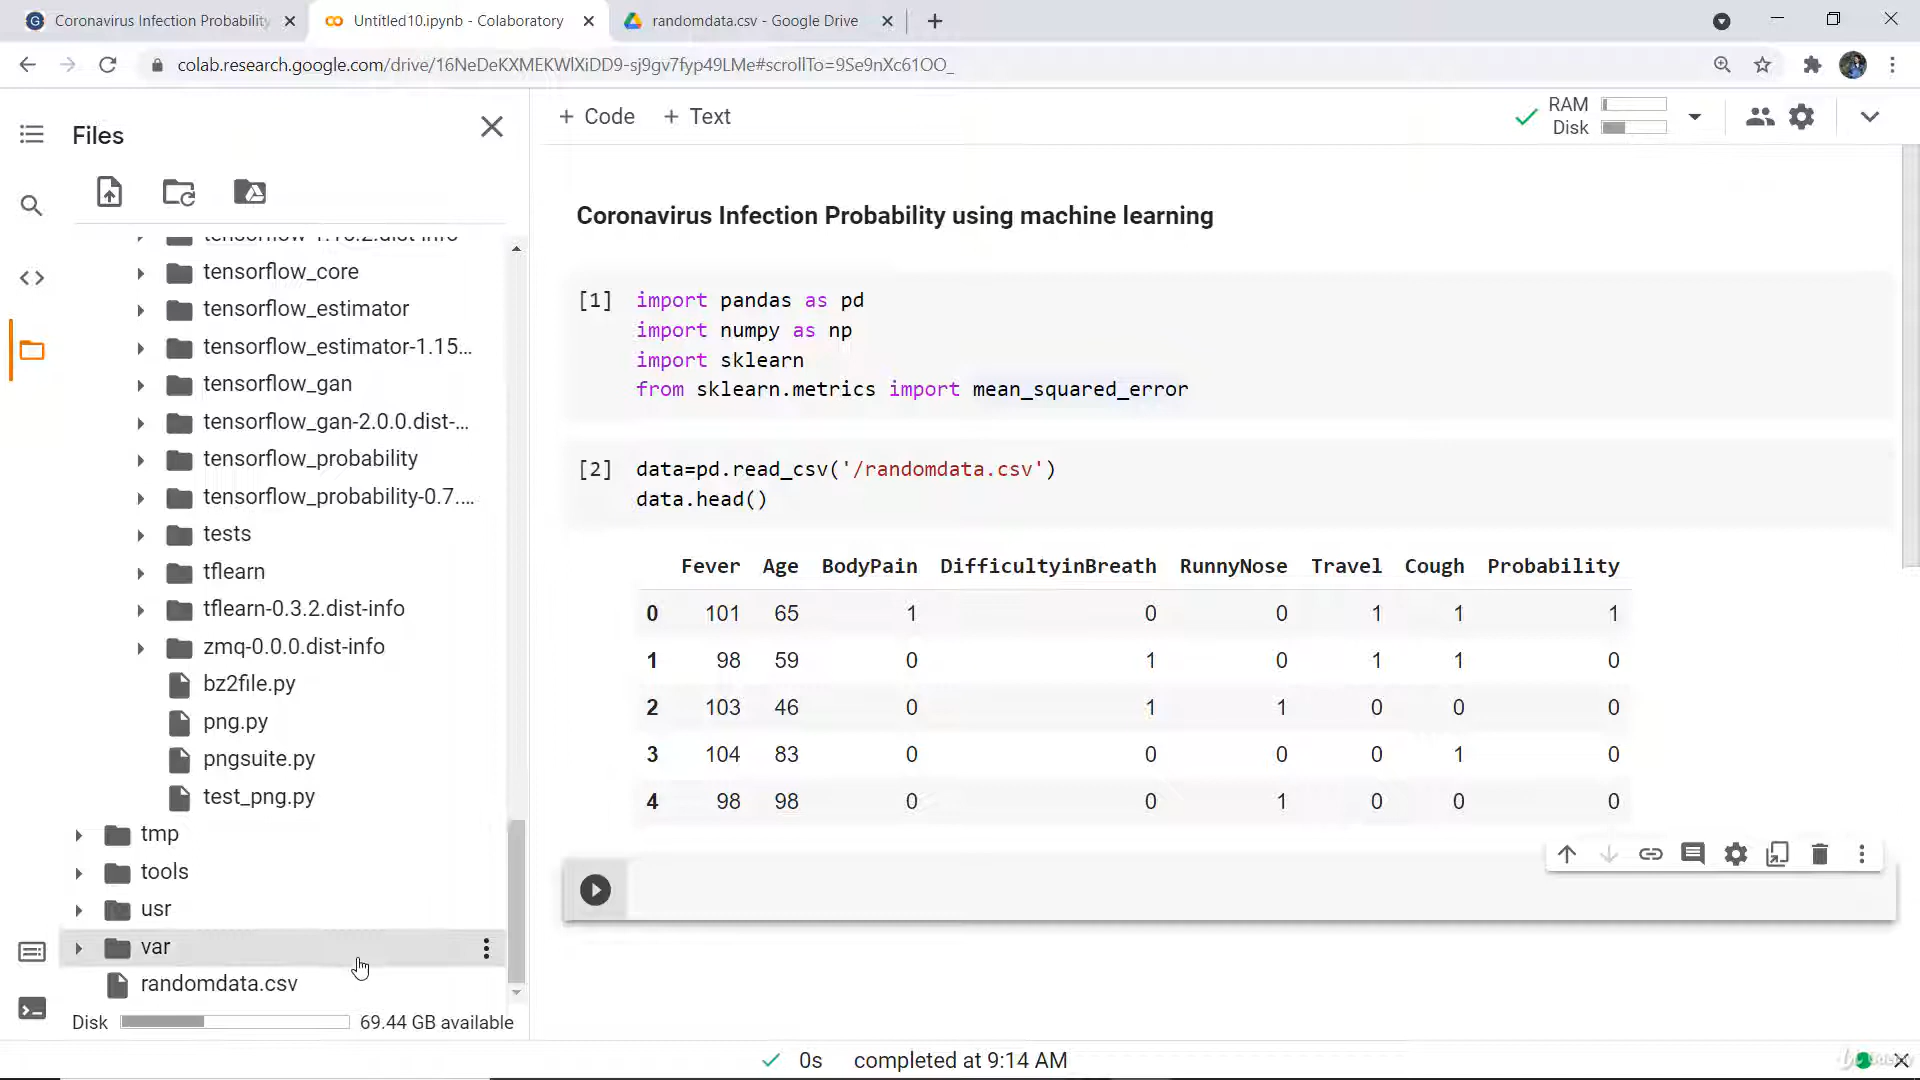 Coronavirus Infection Probability
Untitled10.ipynb - Colaboratory
randomdata.csv - Google Drive
colab.research.google.com/drive/16NeDeKXMEKWlXiDD9-sj9gv7fyp49LMe#scrollTo=9Se9nXc61OO_
Files
+ Code + Text
RAM
Disk
tensorflow-1.15.2.dist-info
tensorflow_core
tensorflow_estimator
tensorflow_estimator-1.15...
tensorflow_gan
tensorflow_gan-2.0.0.dist-...
tensorflow_probability
tensorflow_probability-0.7....
tests
tflearn
tflearn-0.3.2.dist-info
zmq-0.0.0.dist-info
bz2file.py
png.py
pngsuite.py
test_png.py
tmp
tools
usr
var
randomdata.csv
Disk 69.44 GB available
Coronavirus Infection Probability using machine learning
[1] import pandas as pd
import numpy as np
import sklearn
from sklearn.metrics import mean_squared_error
[2] data=pd.read_csv('/randomdata.csv')
data.head()
Fever Age BodyPain DifficultyinBreath RunnyNose Travel Cough Probability
0 101 65 1 0 0 1 1 1
1 98 59 0 1 0 1 1 0
2 103 46 0 1 1 0 0 0
3 104 83 0 0 0 0 1 0
4 98 98 0 0 1 0 0 0
0s completed at 9:14 AM